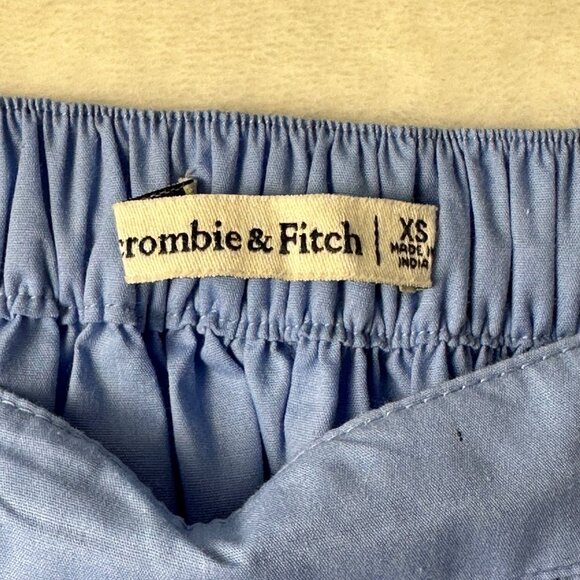 crombie & Fitch | XS
MADE IN
INDIA